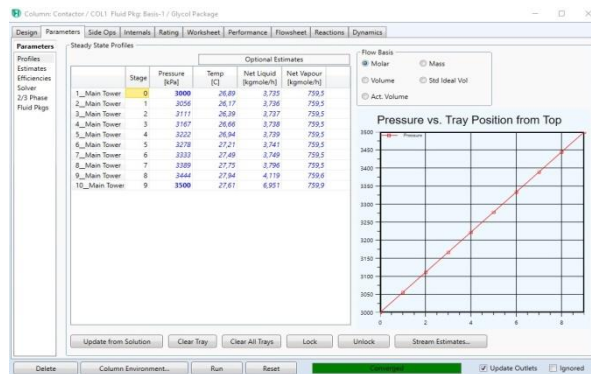 Column: Contactor / COL1 Fluid Pkg: Basis-1 / Glycol Package
Design Parameters Side Ops Internals Rating Worksheet Performance Flowsheet Reactions Dynamics
Parameters
Profiles
Estimates
Efficiencies
Solver
2/3 Phase
Fluid Pkgs
Steady State Profiles
Optional Estimates
Stage Pressure [kPa] Temp [C] Net Liquid [kgmole/h] Net Vapour [kgmole/h]
1__Main Tower 0 3000 26,89 3,735 759,5
2__Main Tower 1 3056 26,17 3,736 759,5
3__Main Tower 2 3111 26,39 3,737 759,5
4__Main Tower 3 3167 26,66 3,738 759,5
5__Main Tower 4 3222 26,94 3,739 759,5
6__Main Tower 5 3278 27,21 3,741 759,5
7__Main Tower 6 3333 27,49 3,749 759,5
8__Main Tower 7 3389 27,75 3,796 759,5
9__Main Tower 8 3444 27,94 4,119 759,6
10__Main Tower 9 3500 27,61 6,951 759,9
Flow Basis
Molar Mass
Volume Std Ideal Vol
Act. Volume
Pressure vs. Tray Position from Top
Pressure
3500
3450
3400
3350
3300
3250
3200
3150
3100
3050
3000
0 2 4 6 8
Update from Solution Clear Tray Clear All Trays Lock Unlock Stream Estimates...
Delete Column Environment... Run Reset Converged Update Outlets Ignored